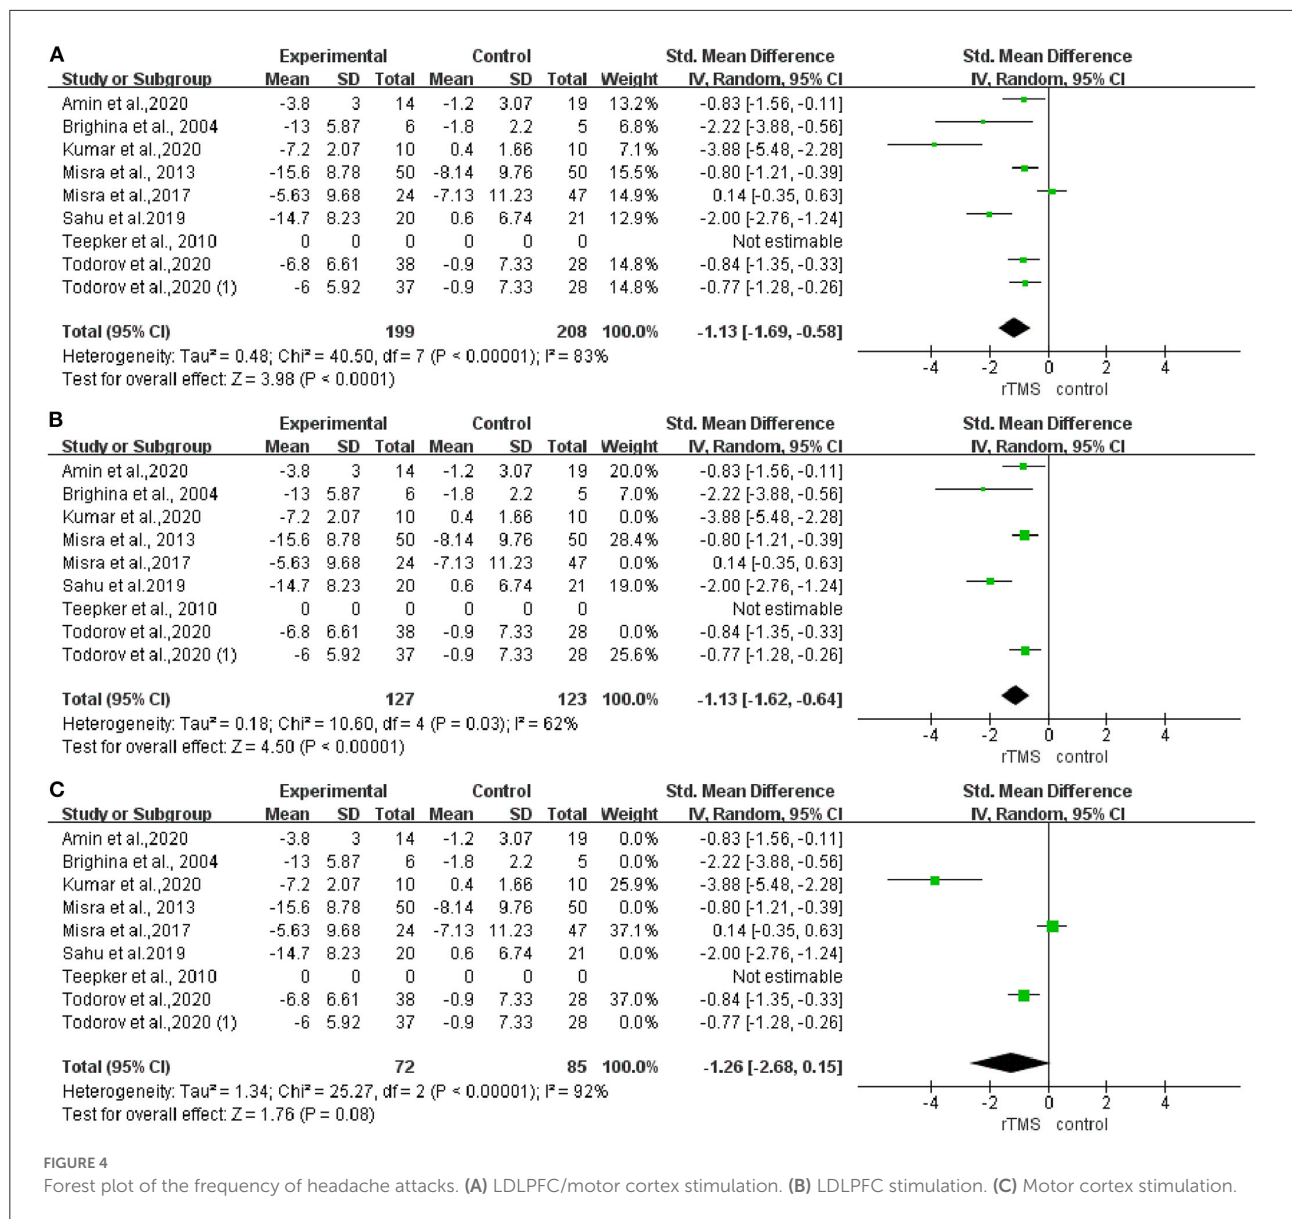 A
Experimental Control Std. Mean Difference Std. Mean Difference
Study or Subgroup Mean SD Total Mean SD Total Weight IV, Random, 95% CI IV, Random, 95% CI
Amin et al.,2020 -3.8 3 14 -1.2 3.07 19 13.2% -0.83 [-1.56, -0.11]
Brighina et al., 2004 -13 5.87 6 -1.8 2.2 5 6.8% -2.22 [-3.88, -0.56]
Kumar et al.,2020 -7.2 2.07 10 0.4 1.66 10 7.1% -3.88 [-5.48, -2.28]
Misra et al., 2013 -15.6 8.78 50 -8.14 9.76 50 15.5% -0.80 [-1.21, -0.39]
Misra et al.,2017 -5.63 9.68 24 -7.13 11.23 47 14.9% 0.14 [-0.35, 0.63]
Sahu et al.2019 -14.7 8.23 20 0.6 6.74 21 12.9% -2.00 [-2.76, -1.24]
Teepker et al., 2010 0 0 0 0 0 0 Not estimable
Todorov et al.,2020 -6.8 6.61 38 -0.9 7.33 28 14.8% -0.84 [-1.35, -0.33]
Todorov et al.,2020 (1) -6 5.92 37 -0.9 7.33 28 14.8% -0.77 [-1.28, -0.26]
Total (95% CI) 199 208 100.0% -1.13 [-1.69, -0.58]
Heterogeneity: Tau² = 0.48; Chi² = 40.50, df = 7 (P < 0.00001); I² = 83%
Test for overall effect: Z = 3.98 (P < 0.0001)
-4 -2 0 2 4
rTMS control
B
Experimental Control Std. Mean Difference Std. Mean Difference
Study or Subgroup Mean SD Total Mean SD Total Weight IV, Random, 95% CI IV, Random, 95% CI
Amin et al.,2020 -3.8 3 14 -1.2 3.07 19 20.0% -0.83 [-1.56, -0.11]
Brighina et al., 2004 -13 5.87 6 -1.8 2.2 5 7.0% -2.22 [-3.88, -0.56]
Kumar et al.,2020 -7.2 2.07 10 0.4 1.66 10 0.0% -3.88 [-5.48, -2.28]
Misra et al., 2013 -15.6 8.78 50 -8.14 9.76 50 28.4% -0.80 [-1.21, -0.39]
Misra et al.,2017 -5.63 9.68 24 -7.13 11.23 47 0.0% 0.14 [-0.35, 0.63]
Sahu et al.2019 -14.7 8.23 20 0.6 6.74 21 19.0% -2.00 [-2.76, -1.24]
Teepker et al., 2010 0 0 0 0 0 0 Not estimable
Todorov et al.,2020 -6.8 6.61 38 -0.9 7.33 28 0.0% -0.84 [-1.35, -0.33]
Todorov et al.,2020 (1) -6 5.92 37 -0.9 7.33 28 25.6% -0.77 [-1.28, -0.26]
Total (95% CI) 127 123 100.0% -1.13 [-1.62, -0.64]
Heterogeneity: Tau² = 0.18; Chi² = 10.60, df = 4 (P = 0.03); I² = 62%
Test for overall effect: Z = 4.50 (P < 0.00001)
-4 -2 0 2 4
rTMS control
C
Experimental Control Std. Mean Difference Std. Mean Difference
Study or Subgroup Mean SD Total Mean SD Total Weight IV, Random, 95% CI IV, Random, 95% CI
Amin et al.,2020 -3.8 3 14 -1.2 3.07 19 0.0% -0.83 [-1.56, -0.11]
Brighina et al., 2004 -13 5.87 6 -1.8 2.2 5 0.0% -2.22 [-3.88, -0.56]
Kumar et al.,2020 -7.2 2.07 10 0.4 1.66 10 25.9% -3.88 [-5.48, -2.28]
Misra et al., 2013 -15.6 8.78 50 -8.14 9.76 50 0.0% -0.80 [-1.21, -0.39]
Misra et al.,2017 -5.63 9.68 24 -7.13 11.23 47 37.1% 0.14 [-0.35, 0.63]
Sahu et al.2019 -14.7 8.23 20 0.6 6.74 21 0.0% -2.00 [-2.76, -1.24]
Teepker et al., 2010 0 0 0 0 0 0 Not estimable
Todorov et al.,2020 -6.8 6.61 38 -0.9 7.33 28 37.0% -0.84 [-1.35, -0.33]
Todorov et al.,2020 (1) -6 5.92 37 -0.9 7.33 28 0.0% -0.77 [-1.28, -0.26]
Total (95% CI) 72 85 100.0% -1.26 [-2.68, 0.15]
Heterogeneity: Tau² = 1.34; Chi² = 25.27, df = 2 (P < 0.00001); I² = 92%
Test for overall effect: Z = 1.76 (P = 0.08)
-4 -2 0 2 4
rTMS control
FIGURE 4
Forest plot of the frequency of headache attacks. (A) LDLPFC/motor cortex stimulation. (B) LDLPFC stimulation. (C) Motor cortex stimulation.